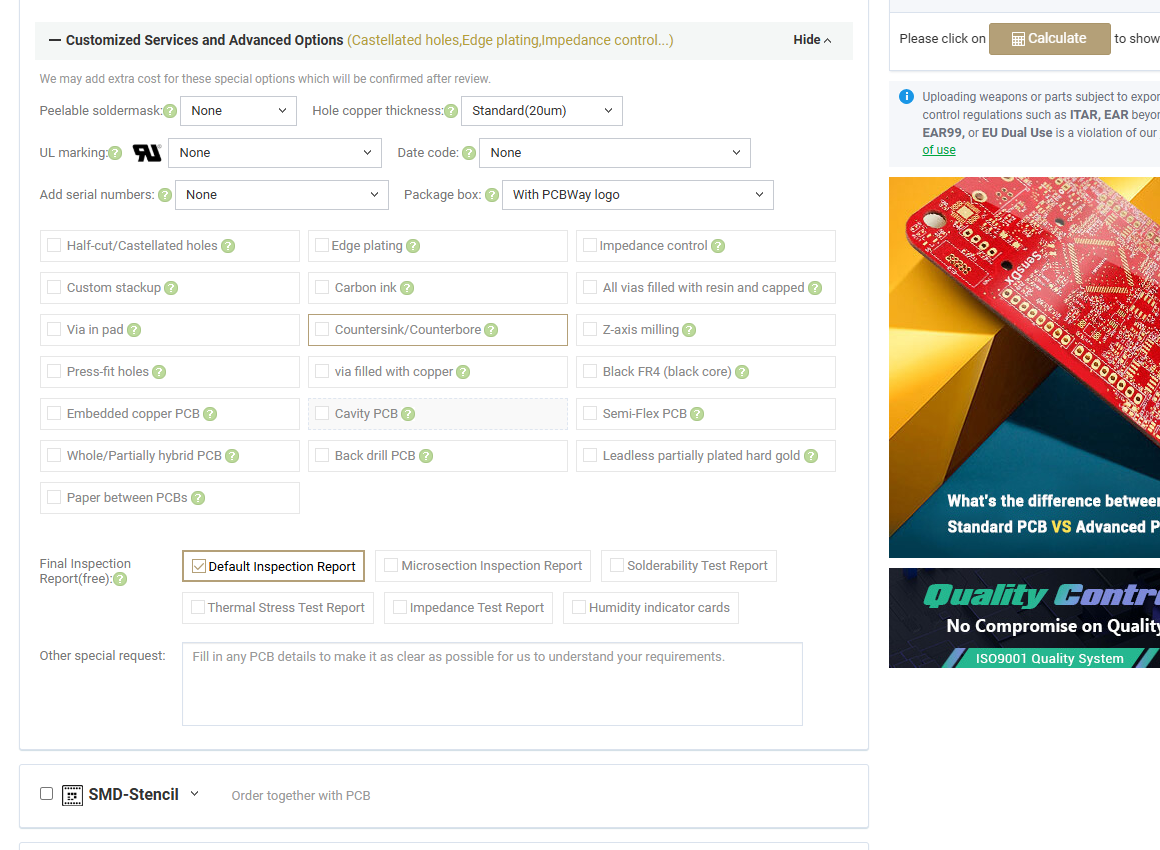 Customized Services and Advanced Options (Castellated holes,Edge plating,Impedance control...) Hide
We may add extra cost for these special options which will be confirmed after review.
Peelable soldermask: ? None Hole copper thickness: ? Standard(20um)
UL marking: ? None Date code: ? None
Add serial numbers: ? None Package box: ? With PCBWay logo
Half-cut/Castellated holes ? Edge plating ? Impedance control ?
Custom stackup ? Carbon ink ? All vias filled with resin and capped ?
Via in pad ? Countersink/Counterbore ? Z-axis milling ?
Press-fit holes ? via filled with copper ? Black FR4 (black core) ?
Embedded copper PCB ? Cavity PCB ? Semi-Flex PCB ?
Whole/Partially hybrid PCB ? Back drill PCB ? Leadless partially plated hard gold ?
Paper between PCBs ?
Final Inspection
Report(free): ?
Default Inspection Report Microsection Inspection Report Solderability Test Report
Thermal Stress Test Report Impedance Test Report Humidity indicator cards
Other special request: Fill in any PCB details to make it as clear as possible for us to understand your requirements.
SMD-Stencil Order together with PCB
Please click on Calculate to show
Uploading weapons or parts subject to expor
control regulations such as ITAR, EAR beyon
EAR99, or EU Dual Use is a violation of our
of use
SensDx
What's the difference between
Standard PCB VS Advanced P
Quality Contro
No Compromise on Quality
ISO9001 Quality System